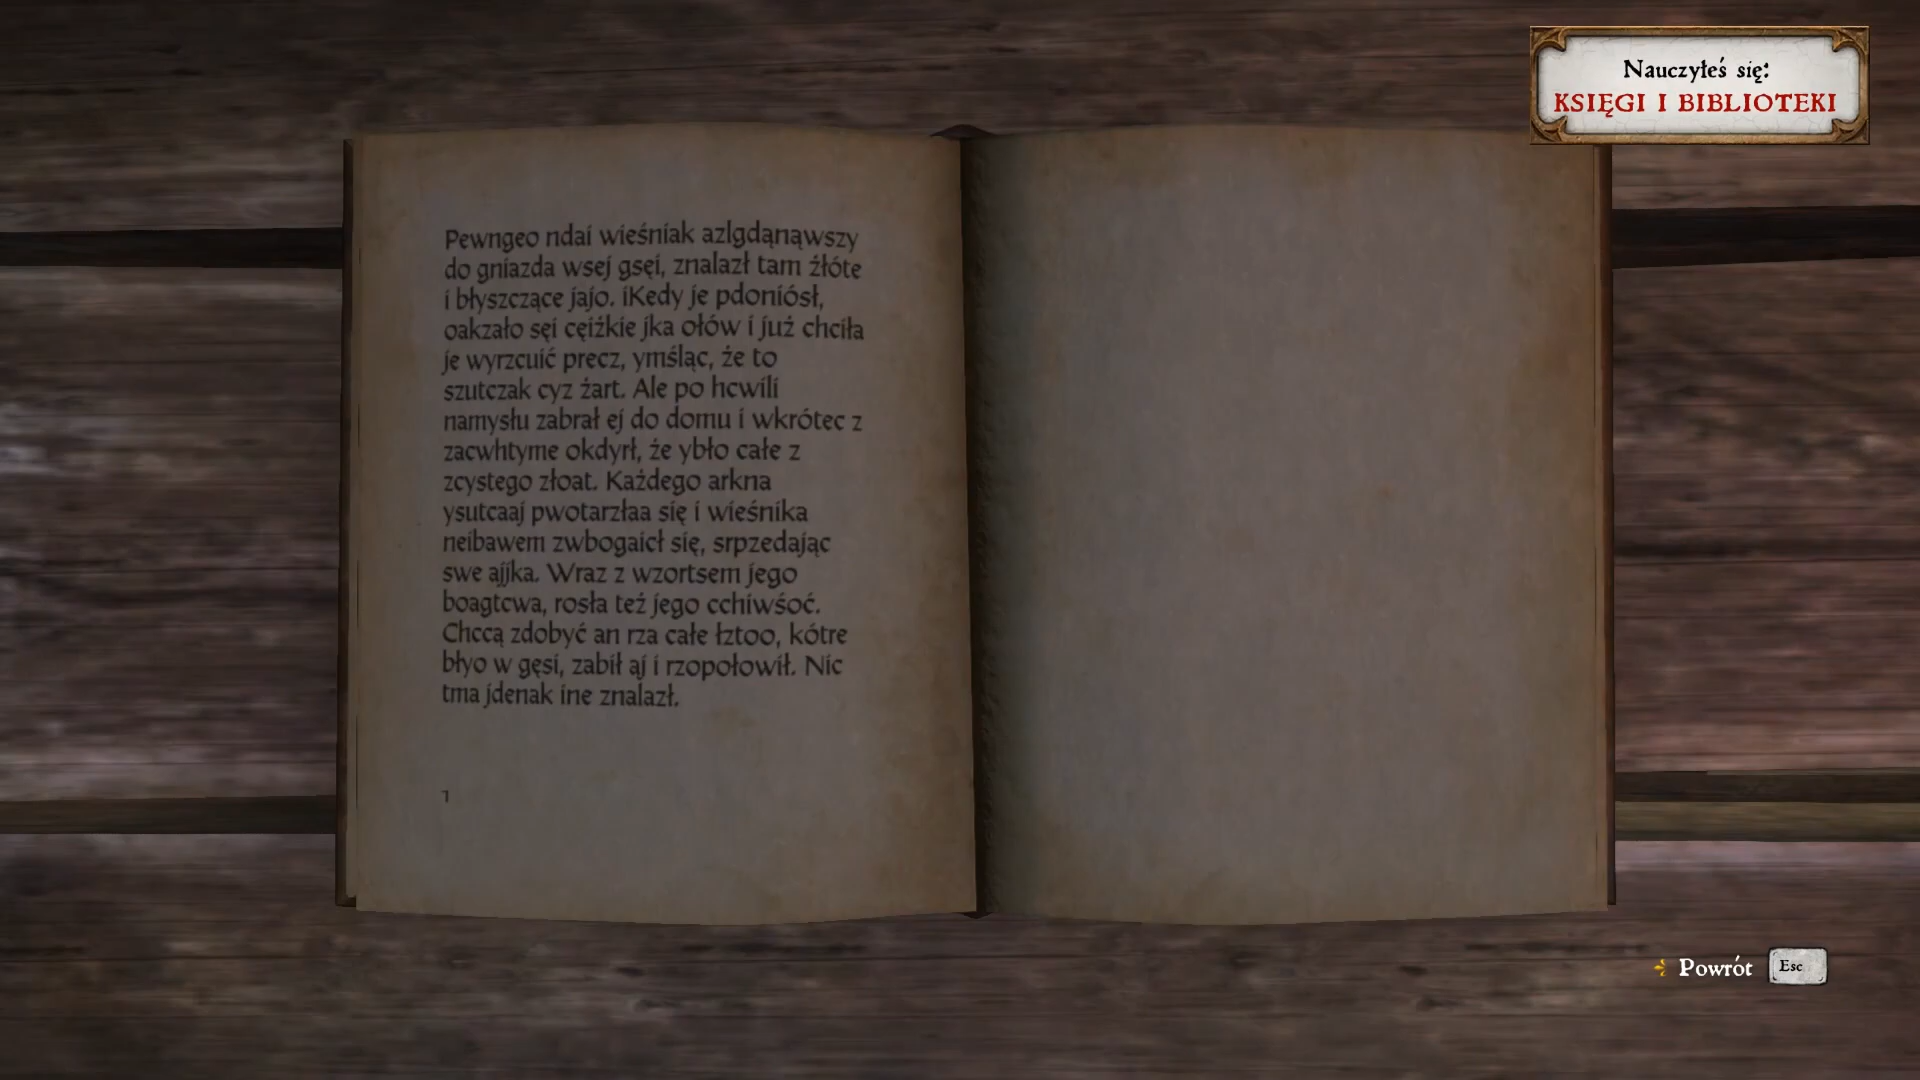 Nauczyłeś się:
KSIĘGI I BIBLIOTEKI
Pewngeo ndai wieśniak azlgdąnąwszy
do gniazda wsej gsęi, znalazł tam źłóte
i błyszczące jajo. iKedy je pdoniósł,
oakzało sęi cęiżkie jka ołów i już chciła
je wyrzcuić precz, ymśląc, że to
szutczak cyz żart. Ale po hcwili
namysłu zabrał ej do domu i wkrótec z
zacwhtyme okdyrł, że ybło całe z
zcystego złoat. Każdego arkna
ysutcaaj pwotarzłaa się i wieśnika
neibawem zwbogaicł się, srpzedając
swe ajjka. Wraz z wzortsem jego
boagtcwa, rosła też jego cchiwśoć.
Chccą zdobyć an rza całe łztoo, kótre
błyo w gęsi, zabił ąj i rzopołowił. Nic
tma jdenak ine znalazł.
1
Powrót Esc